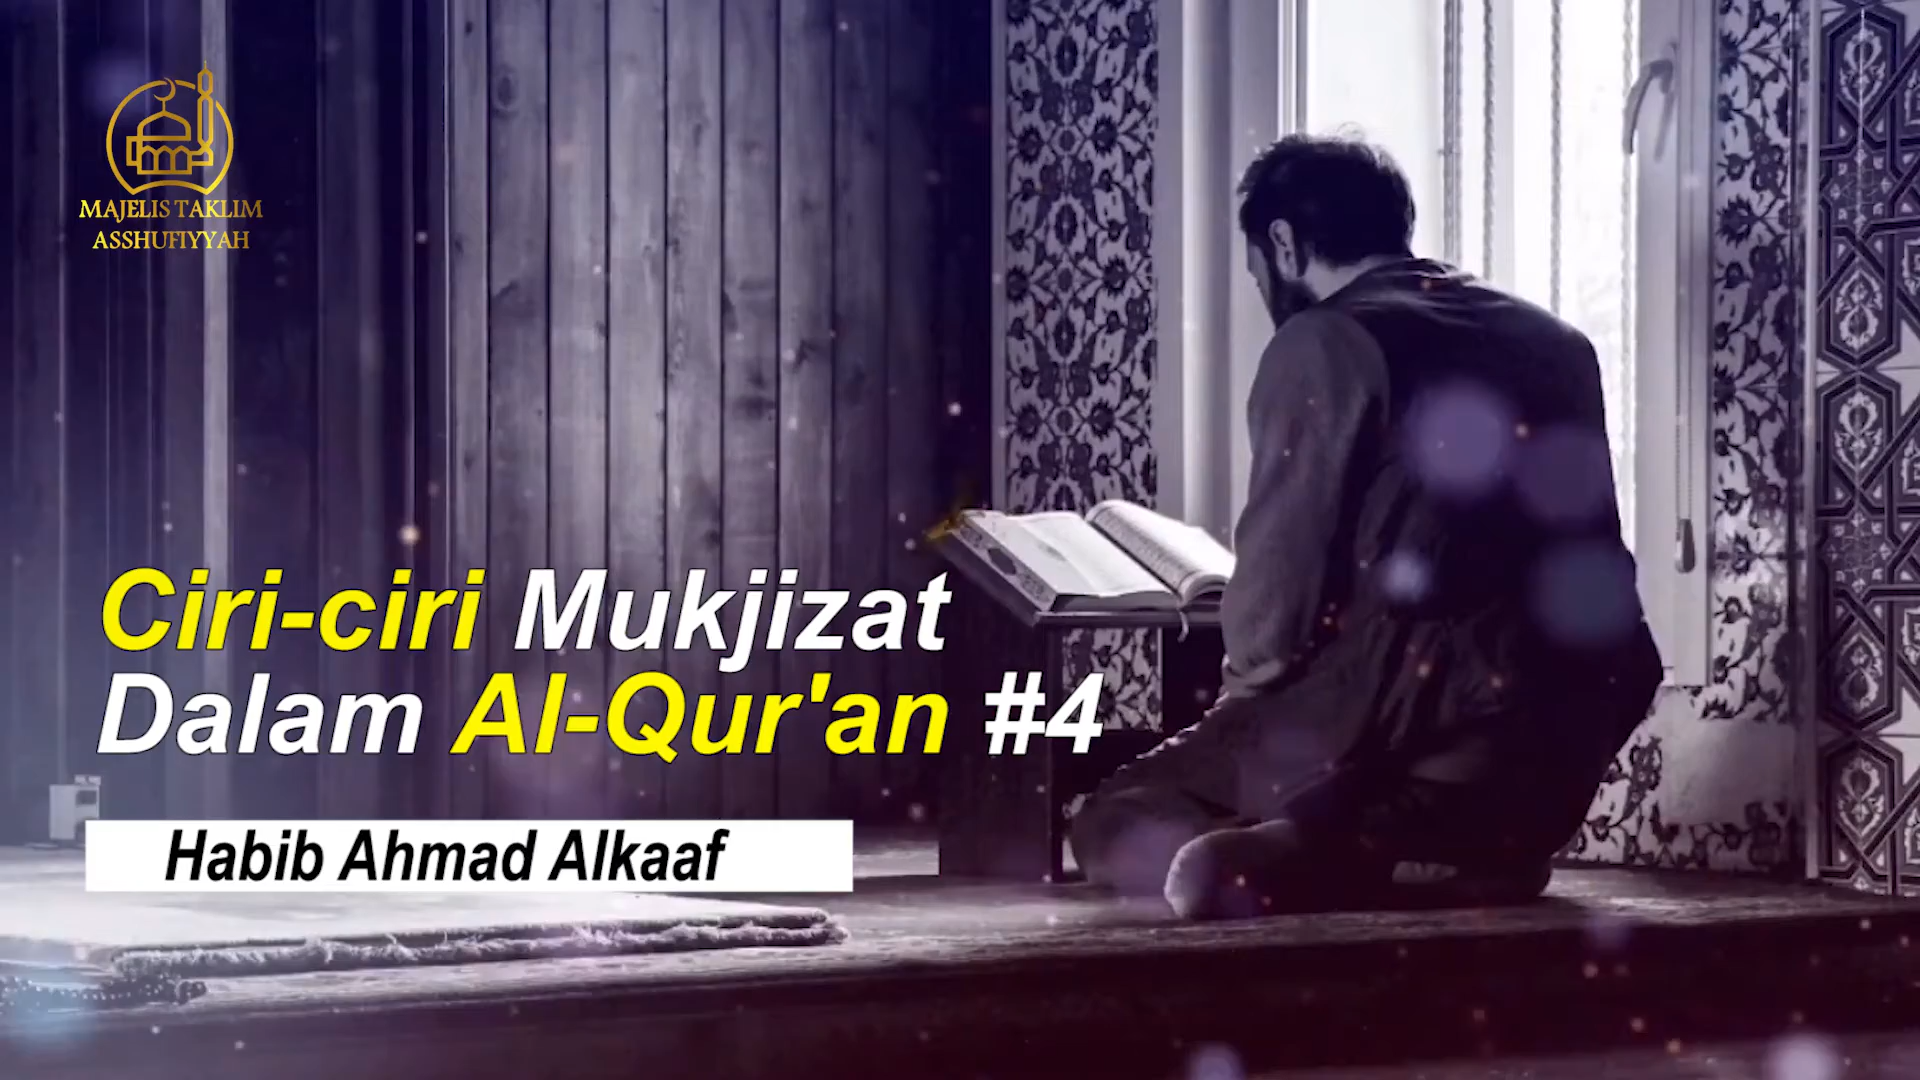 MAJELIS TAKLIM
ASSHUFIYYAH
Ciri-ciri Mukjizat
Dalam Al-Qur'an #4
Habib Ahmad Alkaaf